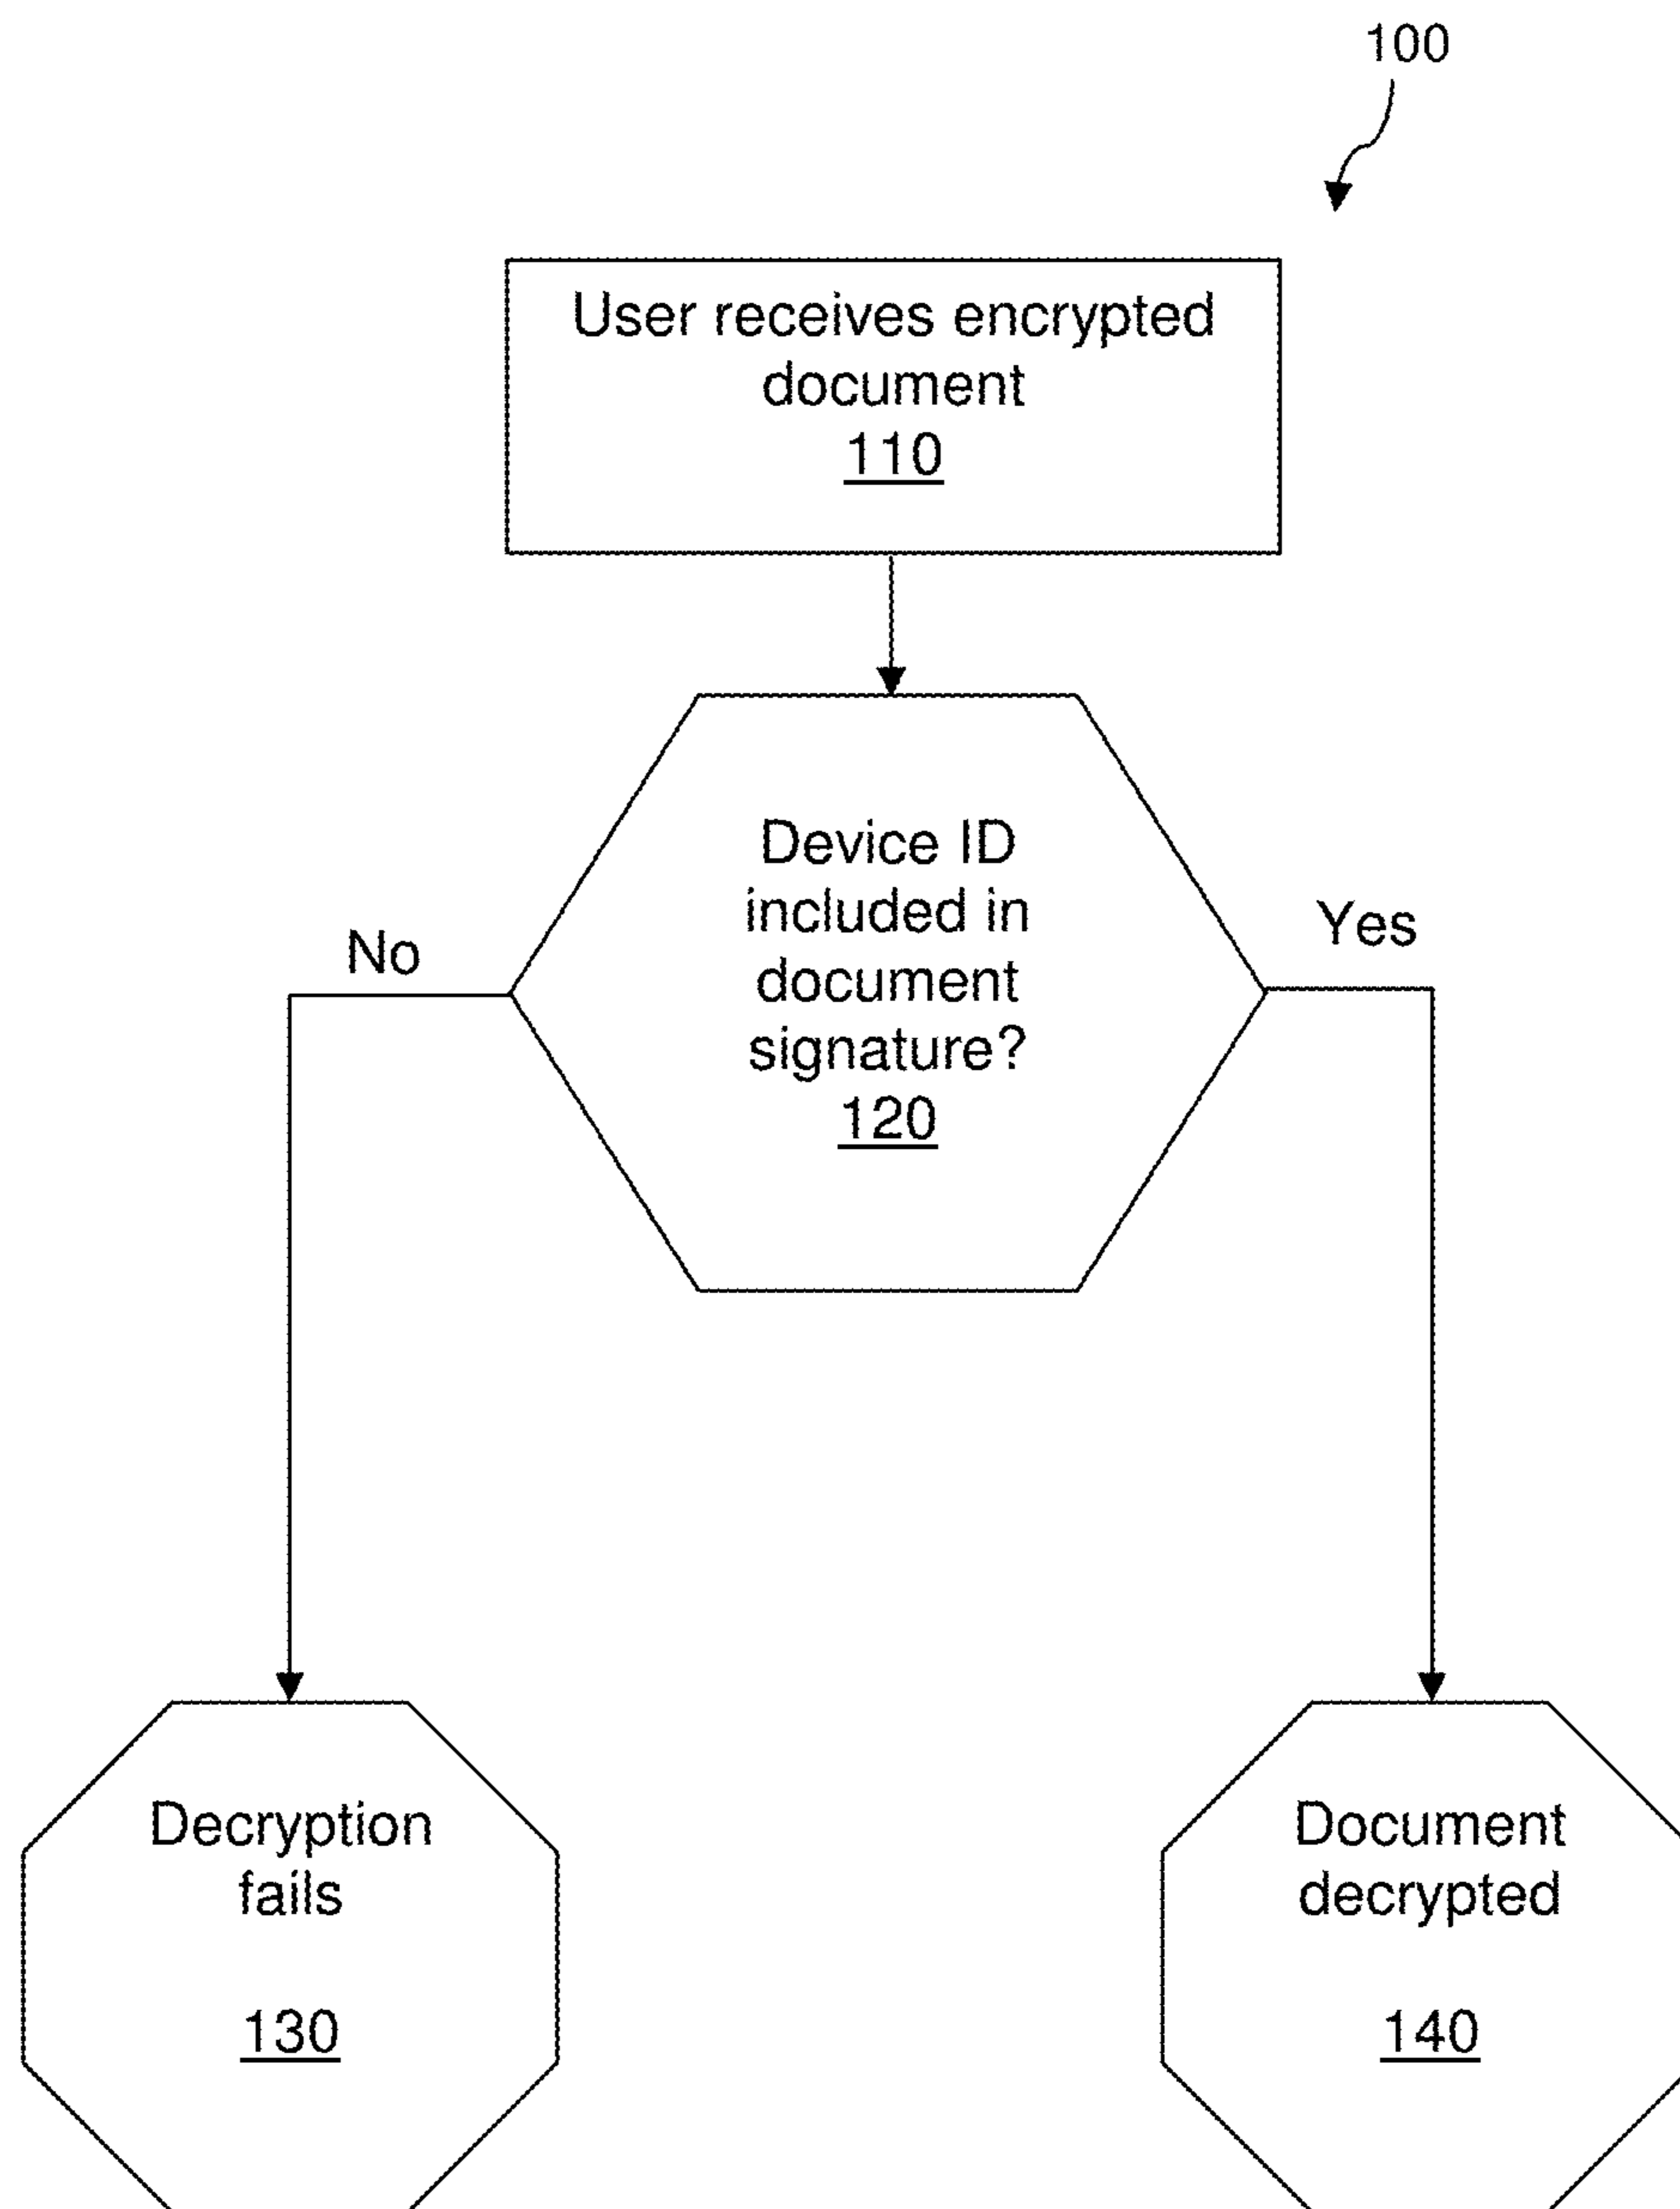 100
User receives encrypted
document
110
Device ID
included in
document
signature?
120
No
Yes
Decryption
fails
130
Document
decrypted
140